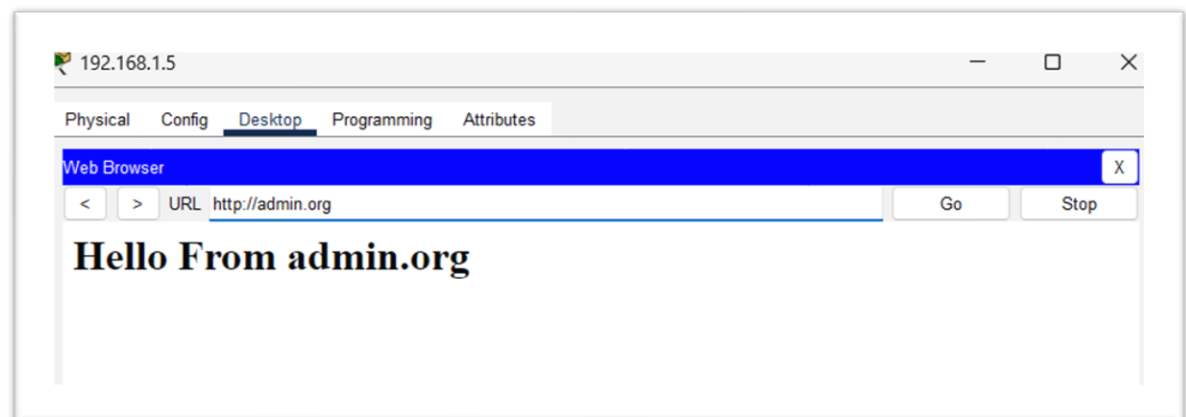 192.168.1.5
Physical Config Desktop Programming Attributes
Web Browser X
< > URL http://admin.org Go Stop
Hello From admin.org